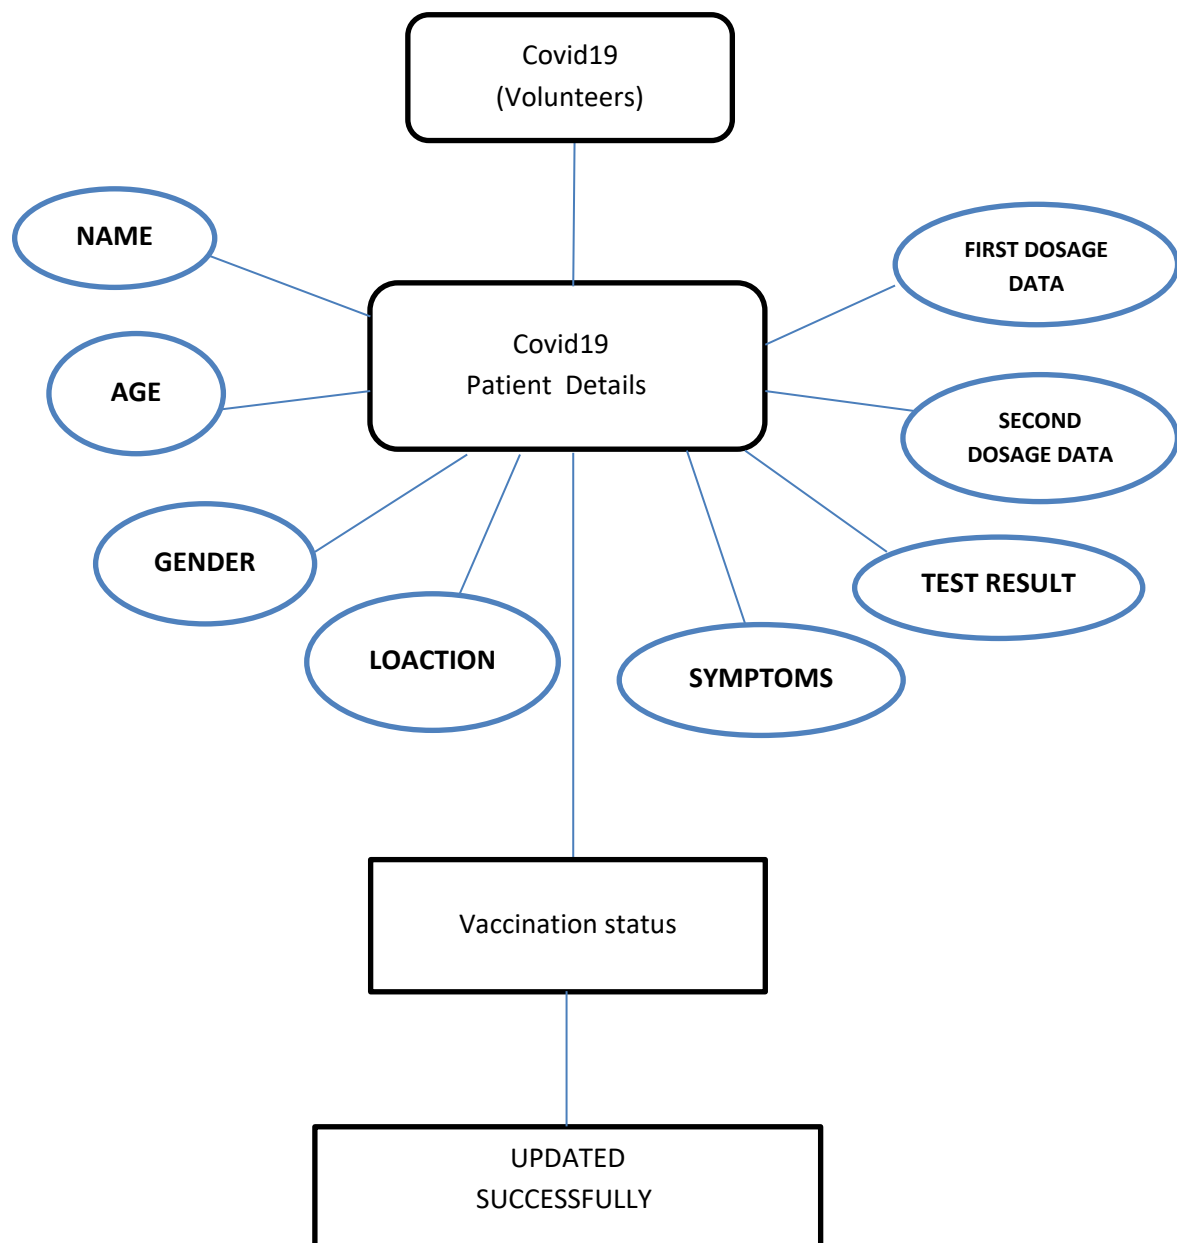 Covid19
(Volunteers)
NAME
FIRST DOSAGE
DATA
Covid19
Patient Details
AGE
SECOND
DOSAGE DATA
GENDER
TEST RESULT
LOACTION
SYMPTOMS
Vaccination status
UPDATED
SUCCESSFULLY